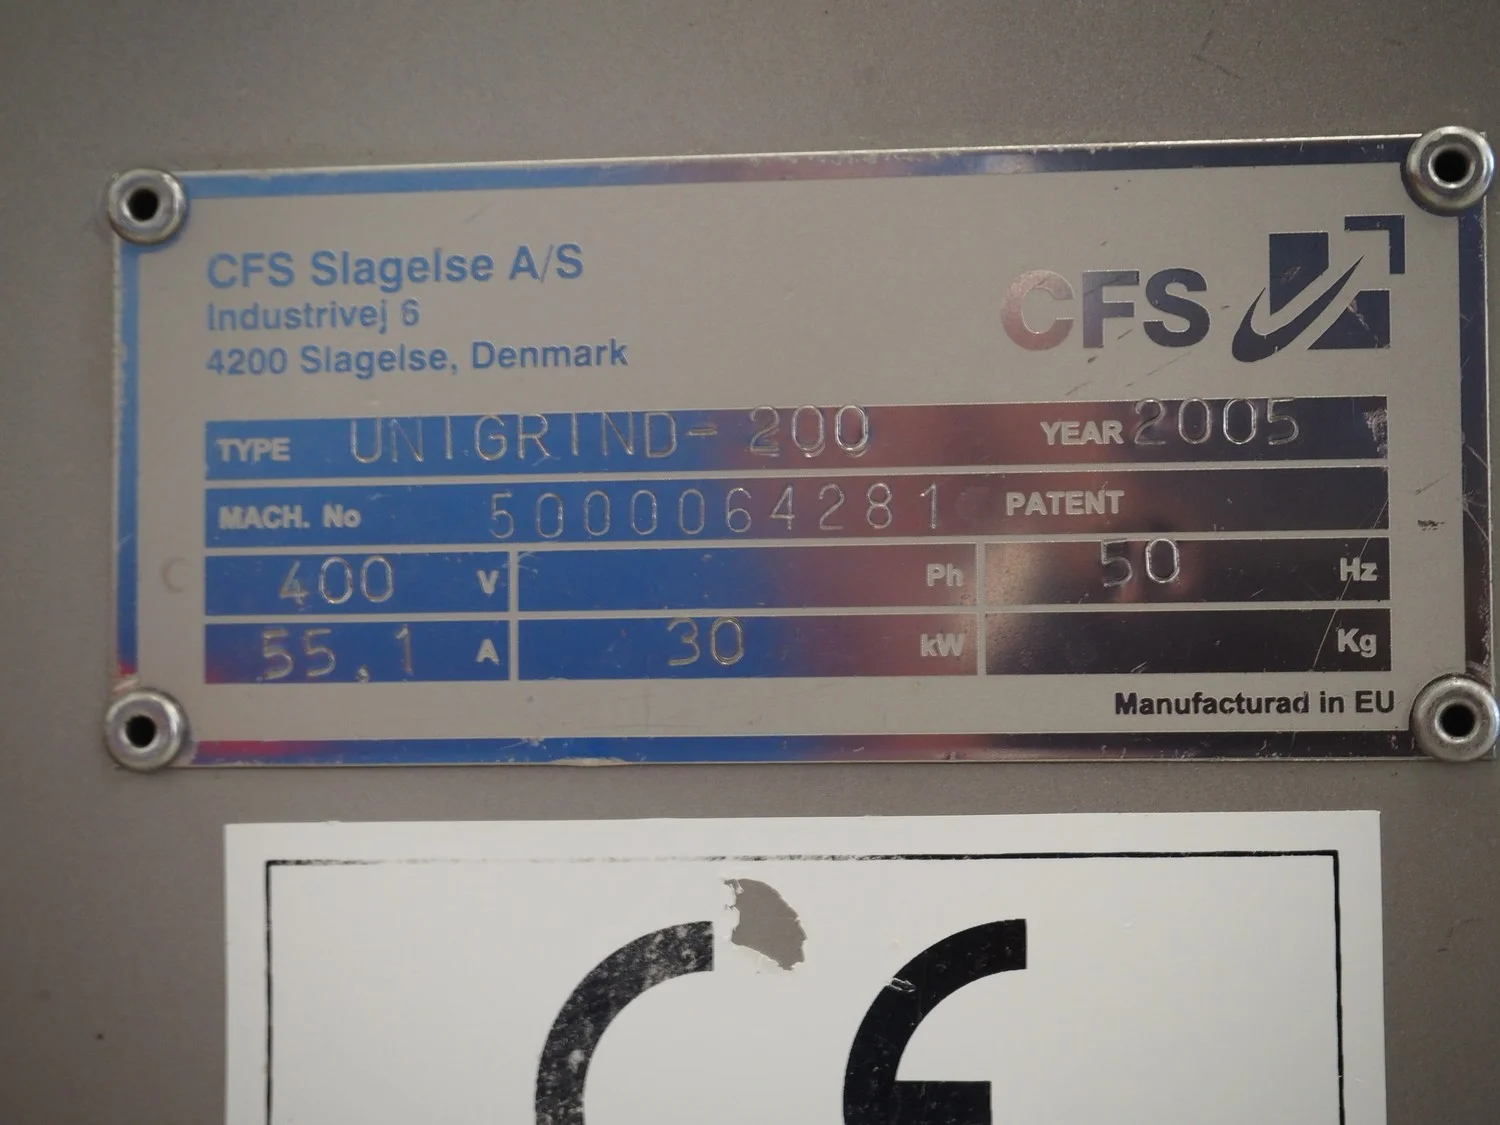 CFS Slagelse A/S
Industrivej 6
4200 Slagelse, Denmark
CFS
TYPE UNIGRIND-200 YEAR 2005
MACH. No 5000064281 PATENT
400 V Ph 50 Hz
55,1 A 30 kW Kg
Manufacturad in EU
CE